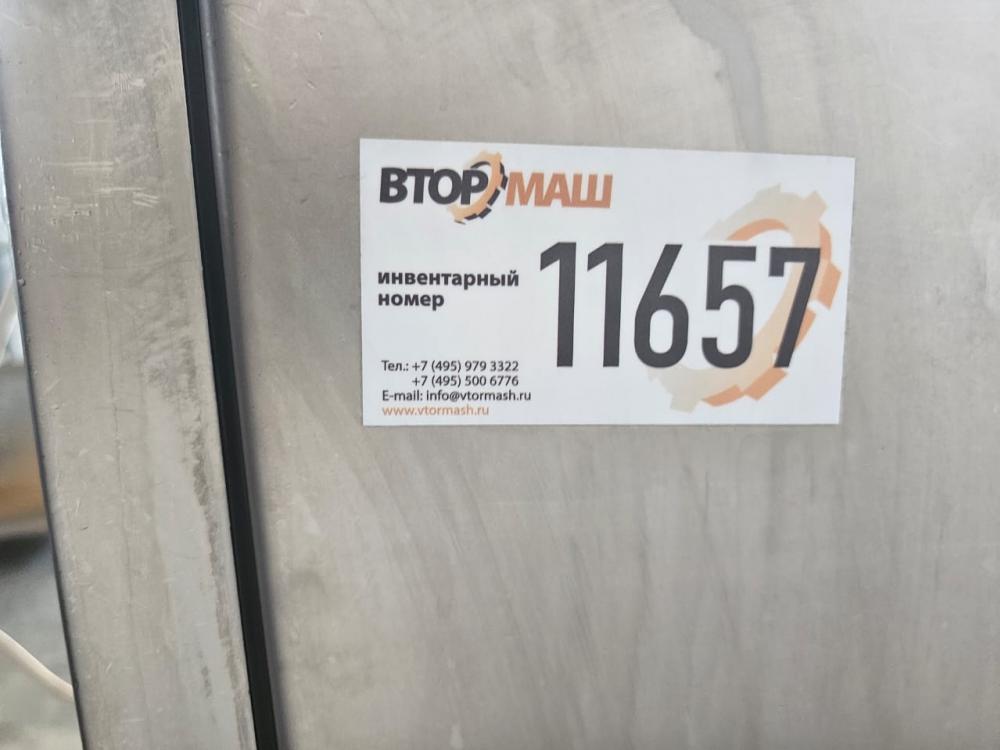 ВТОРМАШ
инвентарный
номер
11657
Тел.: +7 (495) 979 3322
+7 (495) 500 6776
E-mail: info@vtormash.ru
www.vtormash.ru